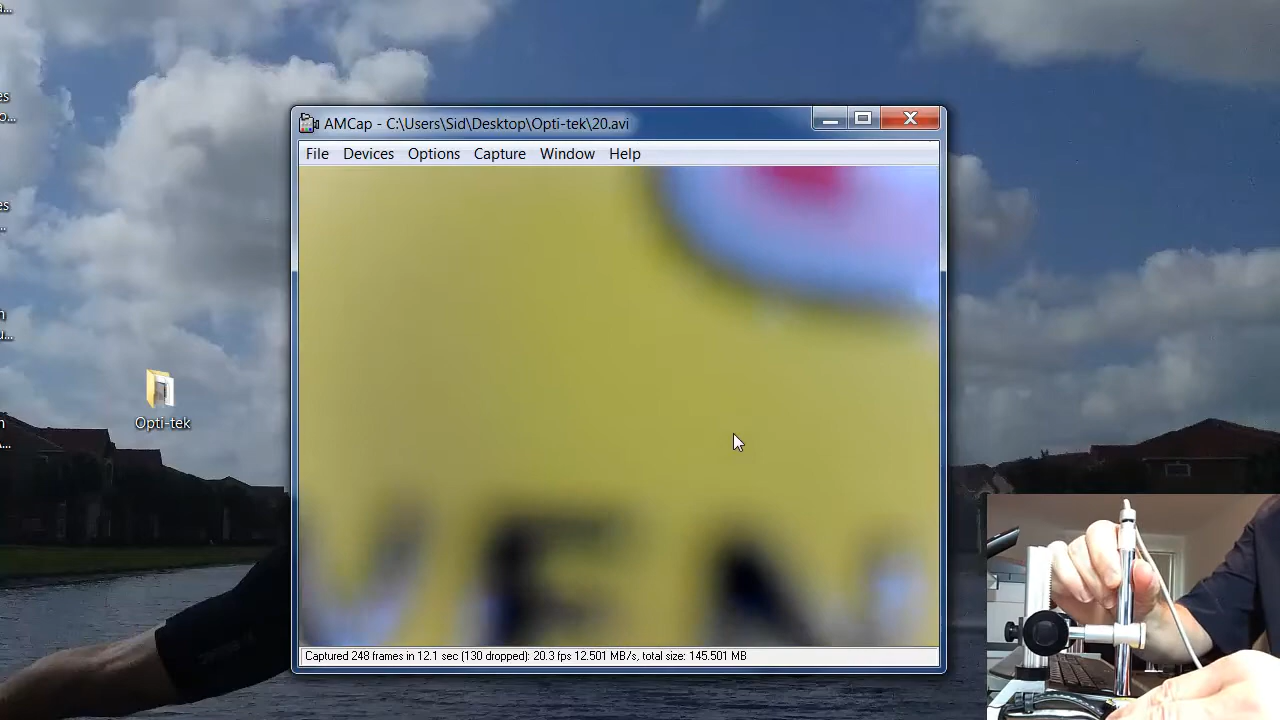 AMCap - C:\Users\Sid\Desktop\Opti-tek\20.avi
File Devices Options Capture Window Help
Opti-tek
VEN
Captured 248 frames in 12.1 sec (130 dropped): 20.3 fps 12.501 MB/s, total size: 145.501 MB